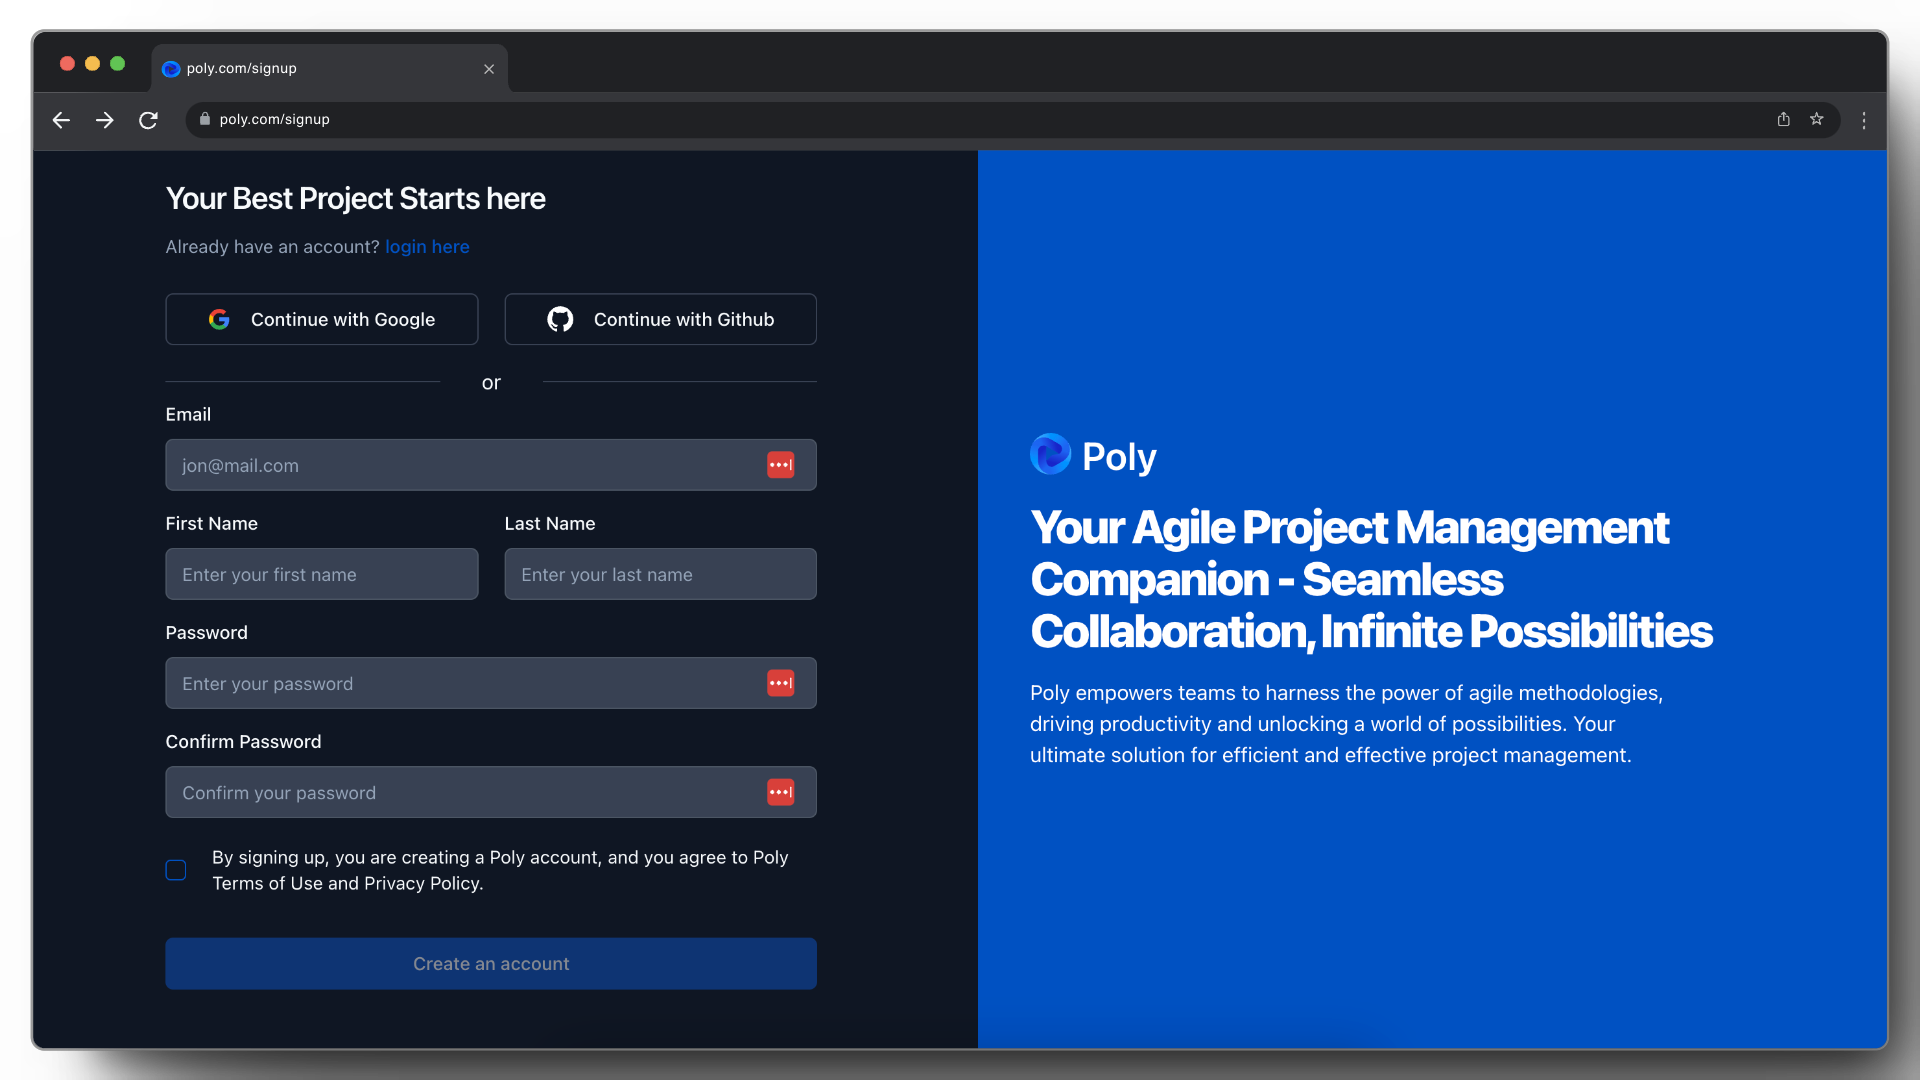 poly.com/signup
poly.com/signup
Your Best Project Starts here
Already have an account? login here
Continue with Google
Continue with Github
or
Email
jon@mail.com
First Name
Last Name
Enter your first name
Enter your last name
Password
Enter your password
Confirm Password
Confirm your password
By signing up, you are creating a Poly account, and you agree to Poly
Terms of Use and Privacy Policy.
Create an account
Poly
Your Agile Project Management
Companion - Seamless
Collaboration, Infinite Possibilities
Poly empowers teams to harness the power of agile methodologies,
driving productivity and unlocking a world of possibilities. Your
ultimate solution for efficient and effective project management.